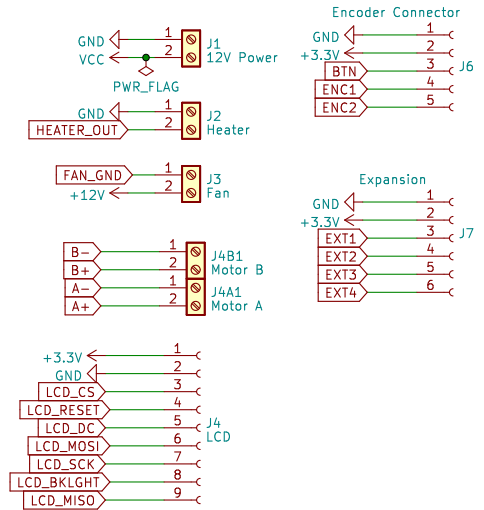 GND 1 J1
VCC 2 12V Power
PWR_FLAG
GND 1 J2
HEATER_OUT 2 Heater
FAN_GND 1 J3
+12V 2 Fan
B- 1 J4B1
B+ 2 Motor B
A- 1 J4A1
A+ 2 Motor A
+3.3V 1
GND 2
LCD_CS 3
LCD_RESET 4
LCD_DC 5 J4
LCD_MOSI 6 LCD
LCD_SCK 7
LCD_BKLGHT 8
LCD_MISO 9
Encoder Connector
GND 1
+3.3V 2
BTN 3 J6
ENC1 4
ENC2 5
Expansion
GND 1
+3.3V 2
EXT1 3 J7
EXT2 4
EXT3 5
EXT4 6